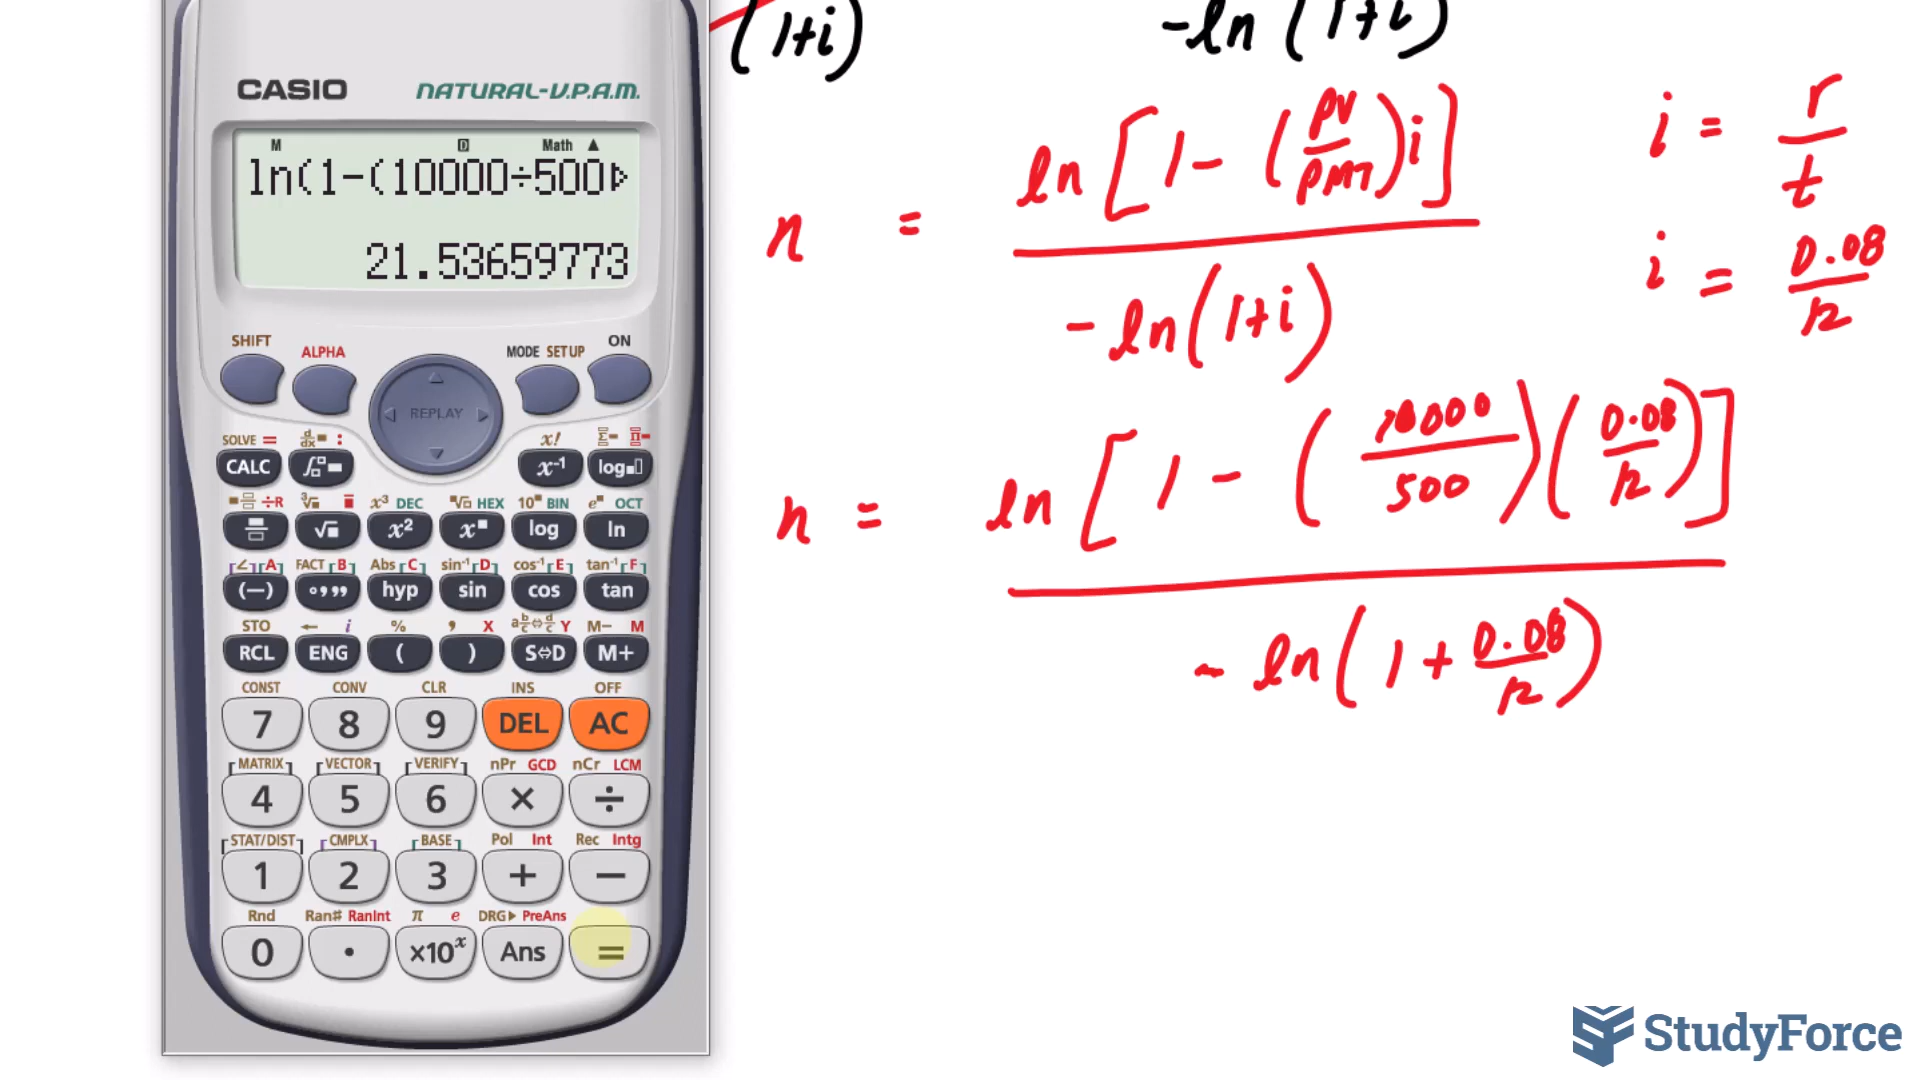 (1+i)
-ln(1+i)
CASIO
NATURAL-V.P.A.M.
M D Math ▲
ln(1-(10000÷500
21.53659773
SHIFT
ALPHA
MODE SETUP
ON
REPLAY
SOLVE = d/dx : x! Σ Π
CALC ∫ x⁻¹ log
÷R ³√ x³ DEC √ HEX 10 BIN e OCT
√ x² x log ln
∠ A FACT B Abs C sin⁻¹ D cos⁻¹ E tan⁻¹ F
(−) °,,, hyp sin cos tan
STO ← i % , X a b/c⇔d/c Y M− M
RCL ENG ( ) S⇔D M+
CONST CONV CLR INS OFF
7 8 9 DEL AC
MATRIX VECTOR VERIFY nPr GCD nCr LCM
4 5 6 × ÷
STAT/DIST CMPLX BASE Pol Int Rec Intg
1 2 3 + −
Rnd Ran# RanInt π e DRG▶ PreAns
0 . ×10ˣ Ans =
n = ln[1-(PV/PMT)i] / -ln(1+i)
i = r/t
i = 0.08/12
n = ln[1-(10000/500)(0.08/12)] / -ln(1+0.08/12)
StudyForce